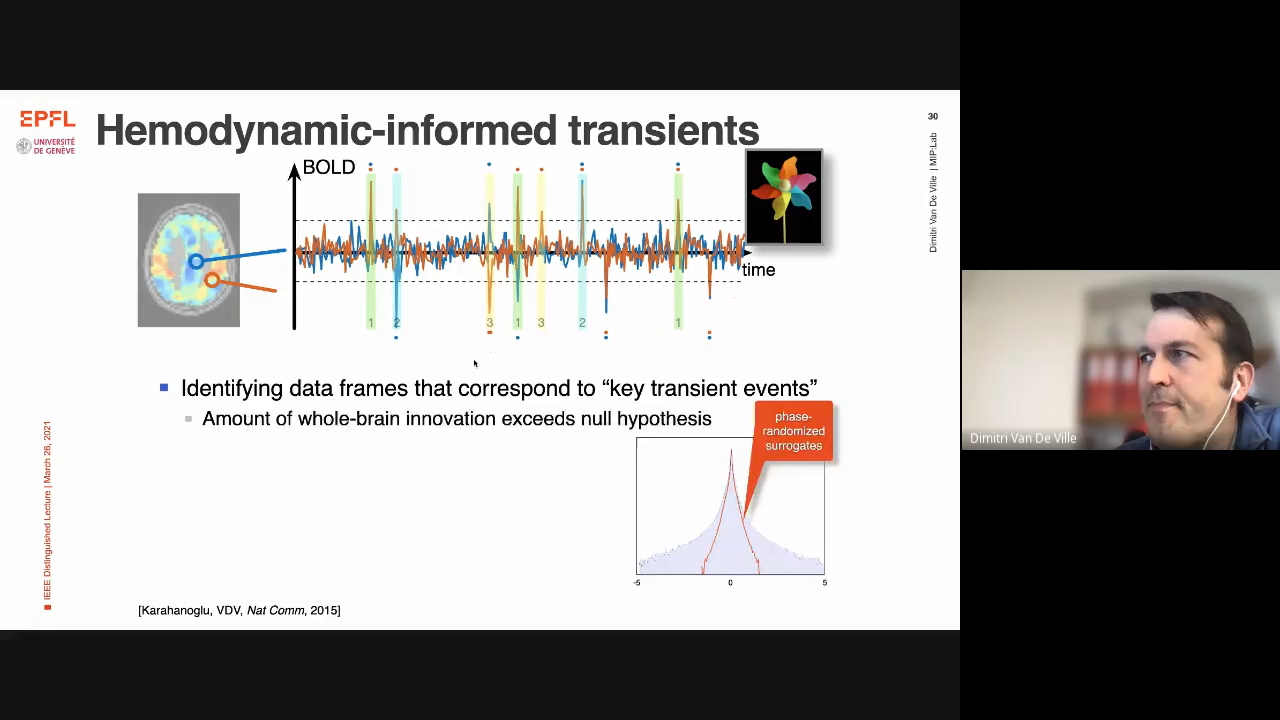 EPFL
UNIVERSITÉ
DE GENÈVE
Hemodynamic-informed transients
30
Dimitri Van De Ville | MIP:Lab
BOLD
time
1 2 3 1 3 2 1
Identifying data frames that correspond to “key transient events”
Amount of whole-brain innovation exceeds null hypothesis
phase-
randomized
surrogates
-5 0 5
IEEE Distinguished Lecture | March 26, 2021
[Karahanoglu, VDV, Nat Comm, 2015]
Dimitri Van De Ville